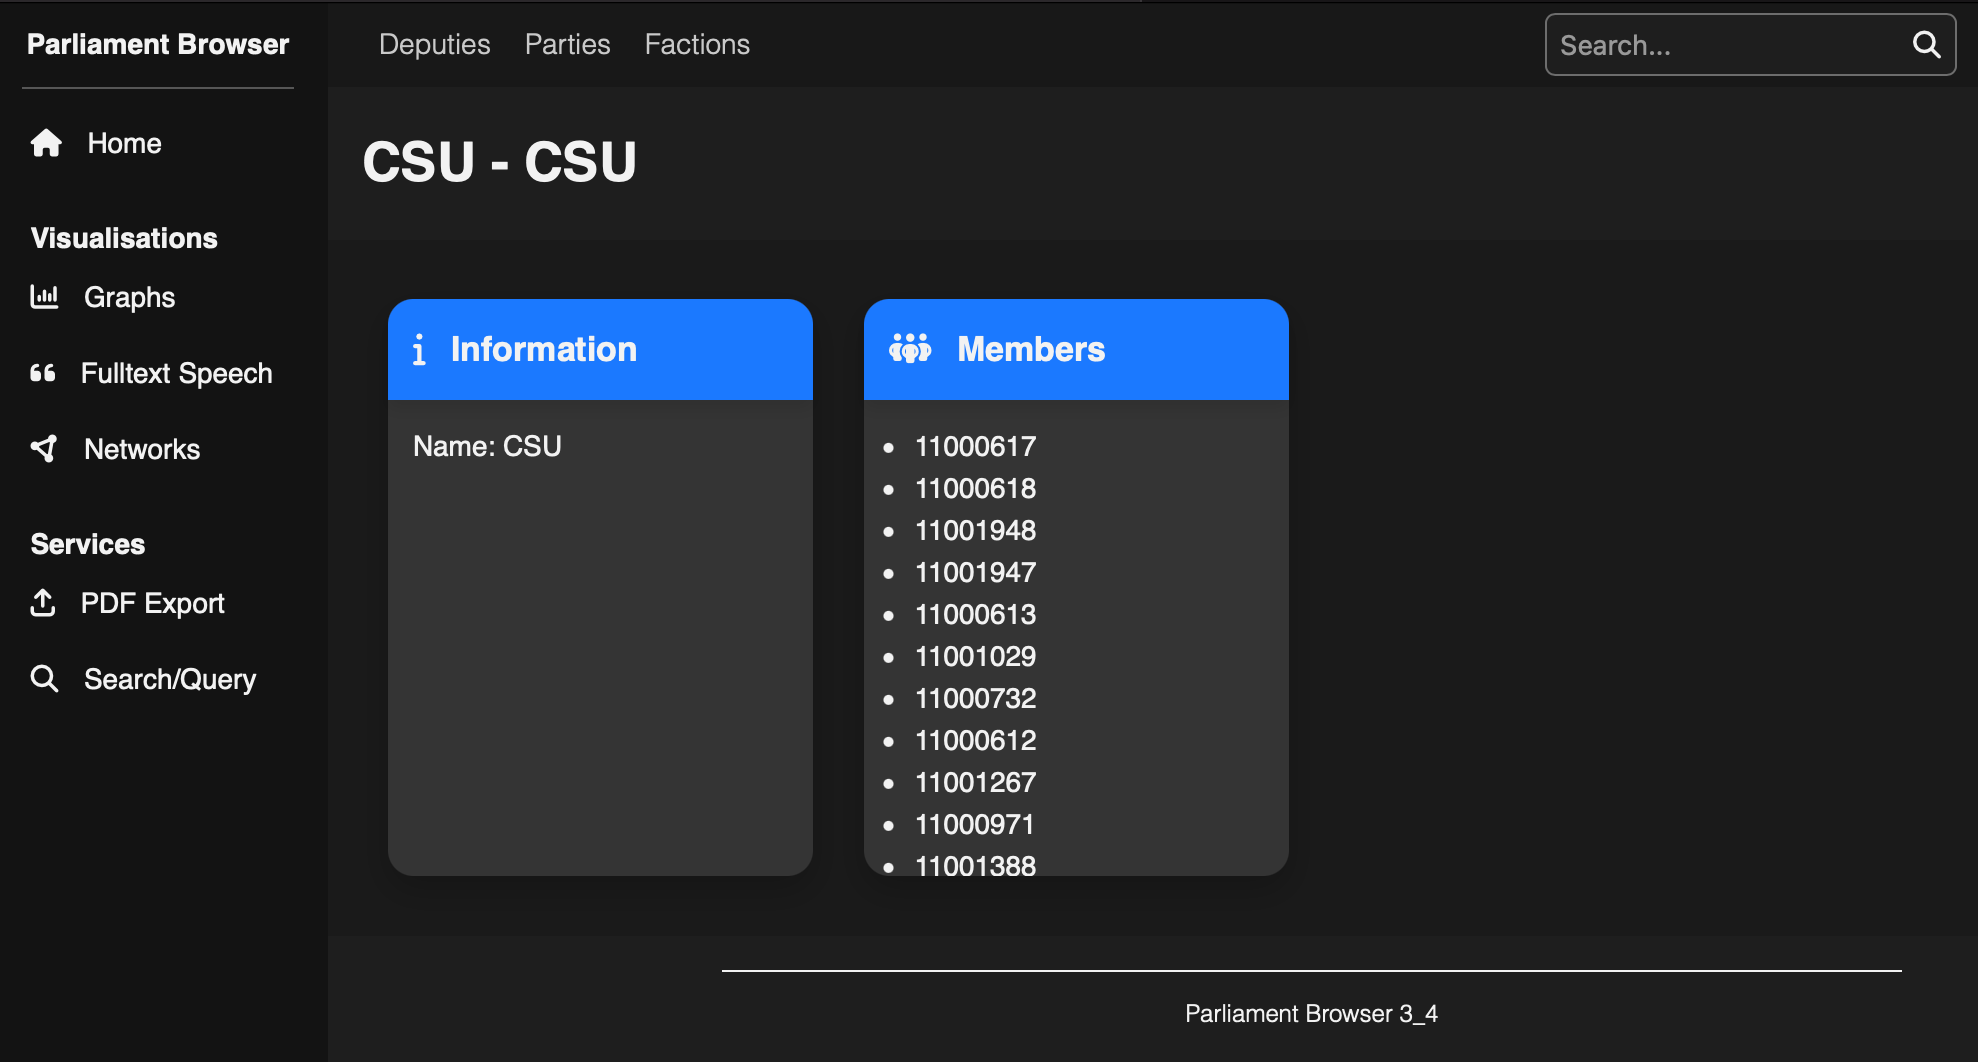 Parliament Browser
Deputies Parties Factions
Search...
Home
Visualisations
Graphs
Fulltext Speech
Networks
Services
PDF Export
Search/Query
CSU - CSU
Information
Name: CSU
Members
11000617
11000618
11001948
11001947
11000613
11001029
11000732
11000612
11001267
11000971
11001388
Parliament Browser 3_4